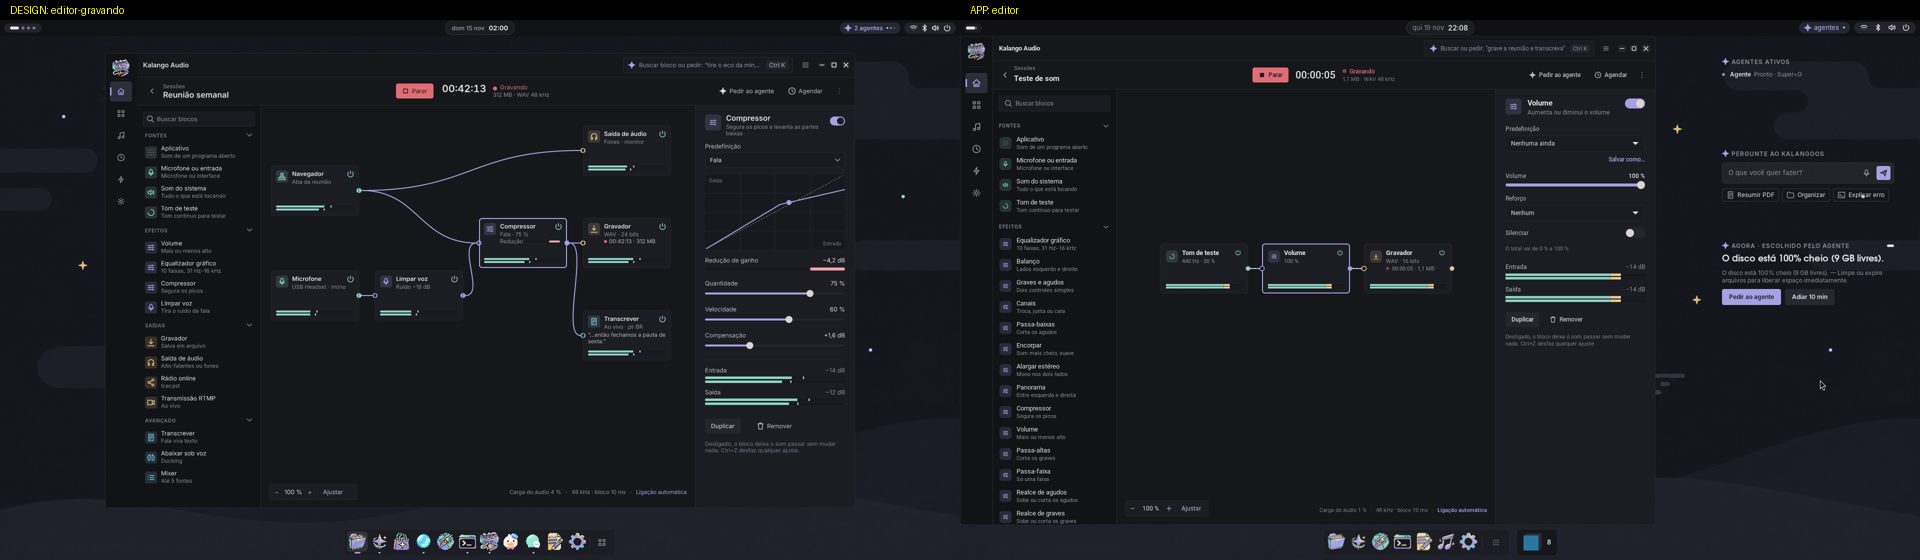 DESIGN: editor-gravando
dom 15 nov 02:00
2 agentes
Kalango Audio
Buscar bloco ou pedir: "tire o eco da min...
Ctrl K
Sessões
Reunião semanal
Parar
00:42:13
Gravando
312 MB · WAV 48 kHz
Pedir ao agente
Agendar
Buscar blocos
FONTES
Aplicativo
Som de um programa aberto
Microfone ou entrada
Microfone ou interface
Som do sistema
Tudo o que está tocando
Tom de teste
Tom contínuo para testar
EFEITOS
Volume
Mais ou menos alto
Equalizador gráfico
10 faixas, 31 Hz–16 kHz
Compressor
Segura os picos
Limpar voz
Tira o ruído da fala
SAÍDAS
Gravador
Salva em arquivo
Saída de áudio
Alto-falantes ou fones
Rádio online
Icecast
Transmissão RTMP
Ao vivo
AVANÇADO
Transcrever
Fala vira texto
Abaixar sob voz
Ducking
Mixer
Até 5 fontes
Navegador
Aba da reunião
Microfone
USB Headset · mono
Limpar voz
Ruído −18 dB
Compressor
Fala · 75 %
Redução
Saída de áudio
Fones · monitor
Gravador
WAV · 24 bits
00:42:13 · 312 MB
Transcrever
Ao vivo · pt-BR
"...então fechamos a pauta de
sexta."
− 100 % +
Ajustar
Carga do áudio 4 % · 48 kHz · bloco 10 ms · Ligação automática
Compressor
Segura os picos e levanta as partes
baixas
Predefinição
Fala
Saída
Entrada
Redução de ganho
−4,2 dB
Quantidade
75 %
Velocidade
60 %
Compensação
+1,6 dB
Entrada
−14 dB
Saída
−12 dB
Duplicar
Remover
Desligado, o bloco deixa o som passar sem mudar
nada. Ctrl+Z desfaz qualquer ajuste.
APP: editor
qui 19 nov 22:08
agentes
Kalango Audio
Buscar ou pedir: "grave a reunião e transcreva"
Ctrl K
Sessões
Teste de som
Parar
00:00:05
Gravando
1,1 MB · WAV 48 kHz
Pedir ao agente
Agendar
Buscar blocos
FONTES
Aplicativo
Som de um programa aberto
Microfone ou entrada
Microfone ou interface
Som do sistema
Tudo o que está tocando
Tom de teste
Tom contínuo para testar
EFEITOS
Equalizador gráfico
10 faixas, 31 Hz–16 kHz
Balanço
Lados esquerdo e direito
Graves e agudos
Dois controles simples
Canais
Troca, junta ou cala
Passa-baixas
Corta os agudos
Encorpar
Som mais cheio, suave
Alargar estéreo
Mono nos dois lados
Panorama
Entre esquerda e direita
Compressor
Segura os picos
Volume
Mais ou menos alto
Passa-altas
Corta os graves
Passa-faixa
Só uma faixa
Realce de agudos
Sobe ou corta os agudos
Realce de graves
Sobe ou corta os graves
Tom de teste
440 Hz · 30 %
Volume
100 %
Gravador
WAV · 16 bits
00:00:05 · 1,1 MB
− 100 % +
Ajustar
Carga do áudio 1 % · 48 kHz · bloco 10 ms · Ligação automática
Volume
Aumenta ou diminui o volume
Predefinição
Nenhuma ainda
Salvar como...
Volume
100 %
Reforço
Nenhum
Silenciar
O total vai de 0 % a 100 %.
Entrada
−14 dB
Saída
−14 dB
Duplicar
Remover
Desligado, o bloco deixa o som passar sem mudar
nada. Ctrl+Z desfaz qualquer ajuste.
AGENTES ATIVOS
Agente Pronto · Super+G
PERGUNTE AO KALANGOOS
O que você quer fazer?
Resumir PDF
Organizar
Explicar erro
AGORA · ESCOLHIDO PELO AGENTE
O disco está 100% cheio (9 GB livres).
O disco está 100% cheio (9 GB livres). — Limpe ou expire
arquivos para liberar espaço imediatamente.
Pedir ao agente
Adiar 10 min
8